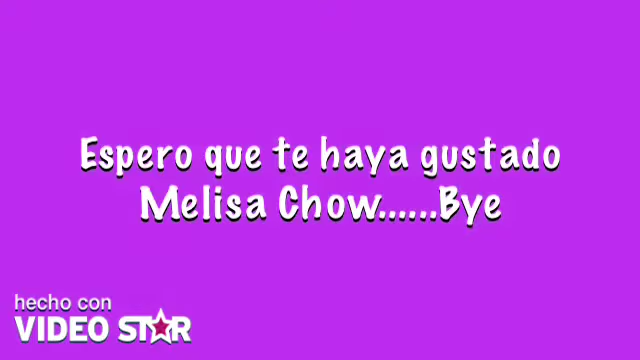 Espero que te haya gustado
Melisa Chow......Bye
hecho con
VIDEO STAR